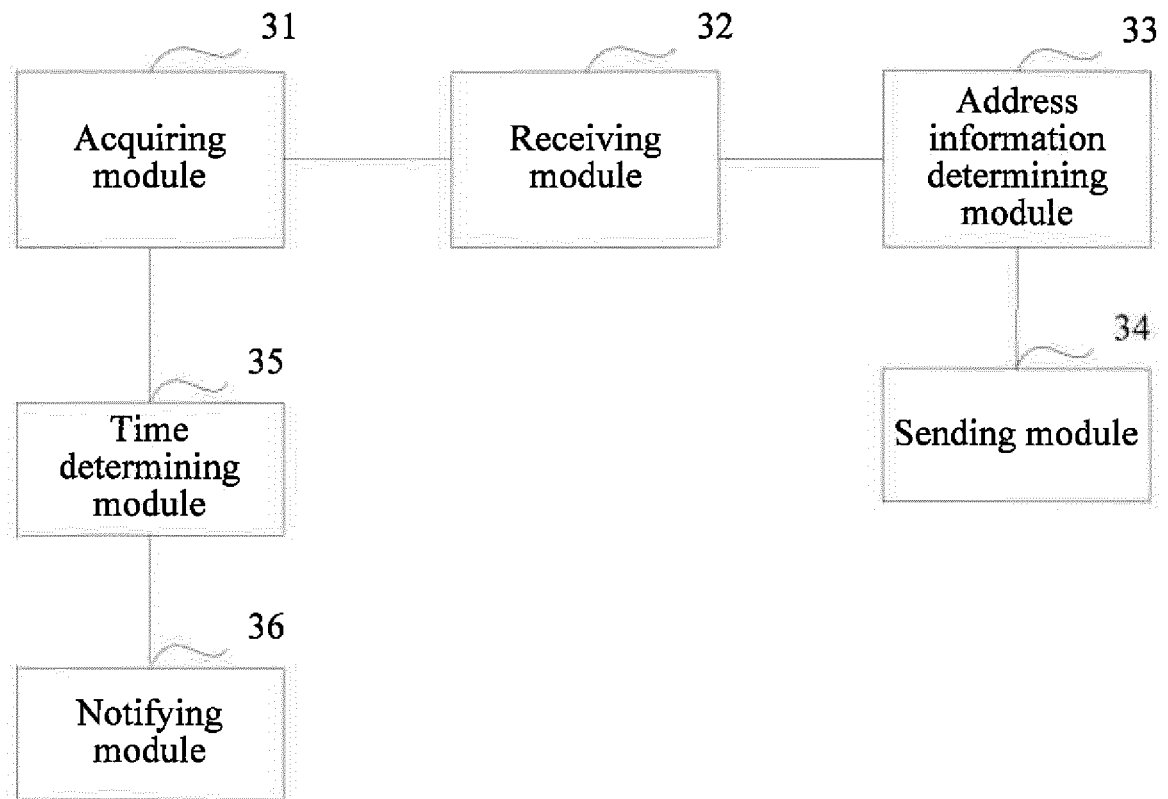 31
32
33
Acquiring
module
Receiving
module
Address
information
determining
module
34
35
Sending module
Time
determining
module
36
Notifying
module